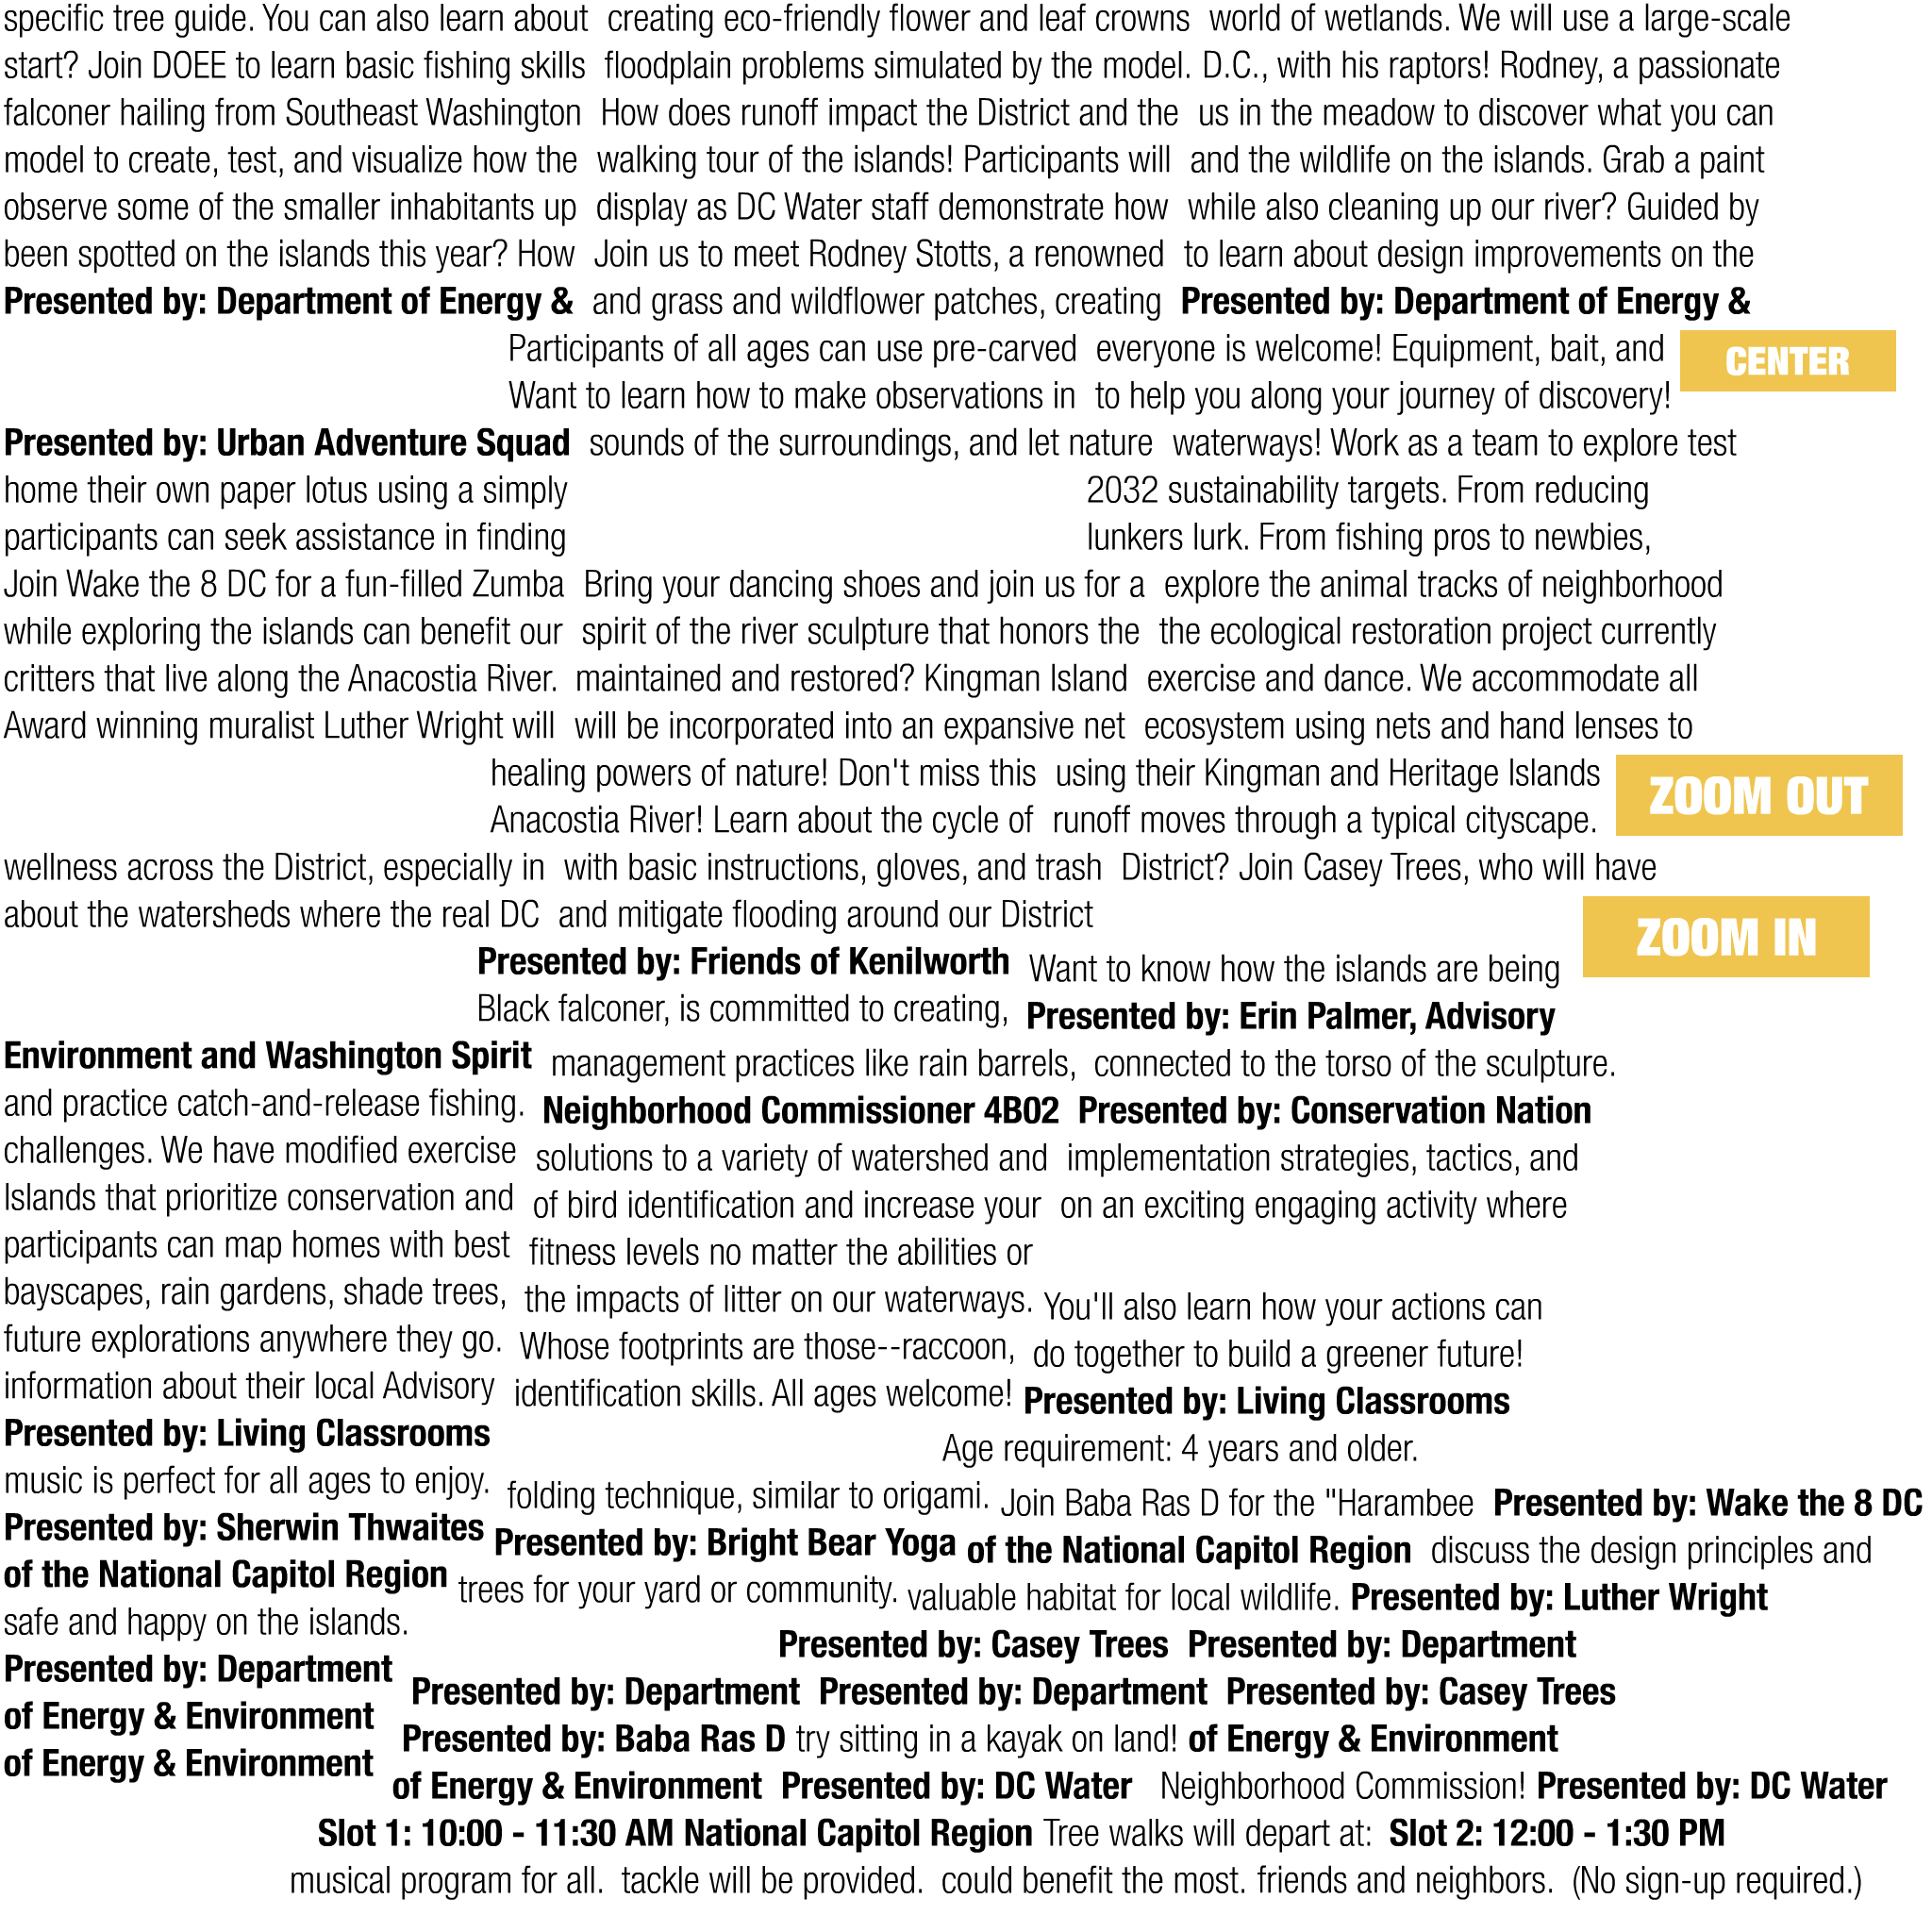 specific tree guide. You can also learn about creating eco-friendly flower and leaf crowns world of wetlands. We will use a large-scale
start? Join DOEE to learn basic fishing skills floodplain problems simulated by the model. D.C., with his raptors! Rodney, a passionate
falconer hailing from Southeast Washington How does runoff impact the District and the us in the meadow to discover what you can
model to create, test, and visualize how the walking tour of the islands! Participants will and the wildlife on the islands. Grab a paint
observe some of the smaller inhabitants up display as DC Water staff demonstrate how while also cleaning up our river? Guided by
been spotted on the islands this year? How Join us to meet Rodney Stotts, a renowned to learn about design improvements on the
Presented by: Department of Energy & and grass and wildflower patches, creating Presented by: Department of Energy &
Participants of all ages can use pre-carved everyone is welcome! Equipment, bait, and CENTER
Want to learn how to make observations in to help you along your journey of discovery!
Presented by: Urban Adventure Squad sounds of the surroundings, and let nature waterways! Work as a team to explore test
home their own paper lotus using a simply 2032 sustainability targets. From reducing
participants can seek assistance in finding lunkers lurk. From fishing pros to newbies,
Join Wake the 8 DC for a fun-filled Zumba Bring your dancing shoes and join us for a explore the animal tracks of neighborhood
while exploring the islands can benefit our spirit of the river sculpture that honors the the ecological restoration project currently
critters that live along the Anacostia River. maintained and restored? Kingman Island exercise and dance. We accommodate all
Award winning muralist Luther Wright will will be incorporated into an expansive net ecosystem using nets and hand lenses to
healing powers of nature! Don't miss this using their Kingman and Heritage Islands ZOOM OUT
Anacostia River! Learn about the cycle of runoff moves through a typical cityscape.
wellness across the District, especially in with basic instructions, gloves, and trash District? Join Casey Trees, who will have
about the watersheds where the real DC and mitigate flooding around our District ZOOM IN
Presented by: Friends of Kenilworth Want to know how the islands are being
Black falconer, is committed to creating, Presented by: Erin Palmer, Advisory
Environment and Washington Spirit management practices like rain barrels, connected to the torso of the sculpture.
and practice catch-and-release fishing. Neighborhood Commissioner 4B02 Presented by: Conservation Nation
challenges. We have modified exercise solutions to a variety of watershed and implementation strategies, tactics, and
Islands that prioritize conservation and of bird identification and increase your on an exciting engaging activity where
participants can map homes with best fitness levels no matter the abilities or
bayscapes, rain gardens, shade trees, the impacts of litter on our waterways. You'll also learn how your actions can
future explorations anywhere they go. Whose footprints are those--raccoon, do together to build a greener future!
information about their local Advisory identification skills. All ages welcome! Presented by: Living Classrooms
Presented by: Living Classrooms Age requirement: 4 years and older.
music is perfect for all ages to enjoy. folding technique, similar to origami. Join Baba Ras D for the "Harambee Presented by: Wake the 8 DC
Presented by: Sherwin Thwaites Presented by: Bright Bear Yoga of the National Capitol Region discuss the design principles and
of the National Capitol Region trees for your yard or community. valuable habitat for local wildlife. Presented by: Luther Wright
safe and happy on the islands. Presented by: Casey Trees Presented by: Department
Presented by: Department Presented by: Department Presented by: Department Presented by: Casey Trees
of Energy & Environment Presented by: Baba Ras D try sitting in a kayak on land! of Energy & Environment
of Energy & Environment of Energy & Environment Presented by: DC Water Neighborhood Commission! Presented by: DC Water
Slot 1: 10:00 - 11:30 AM National Capitol Region Tree walks will depart at: Slot 2: 12:00 - 1:30 PM
musical program for all. tackle will be provided. could benefit the most. friends and neighbors. (No sign-up required.)